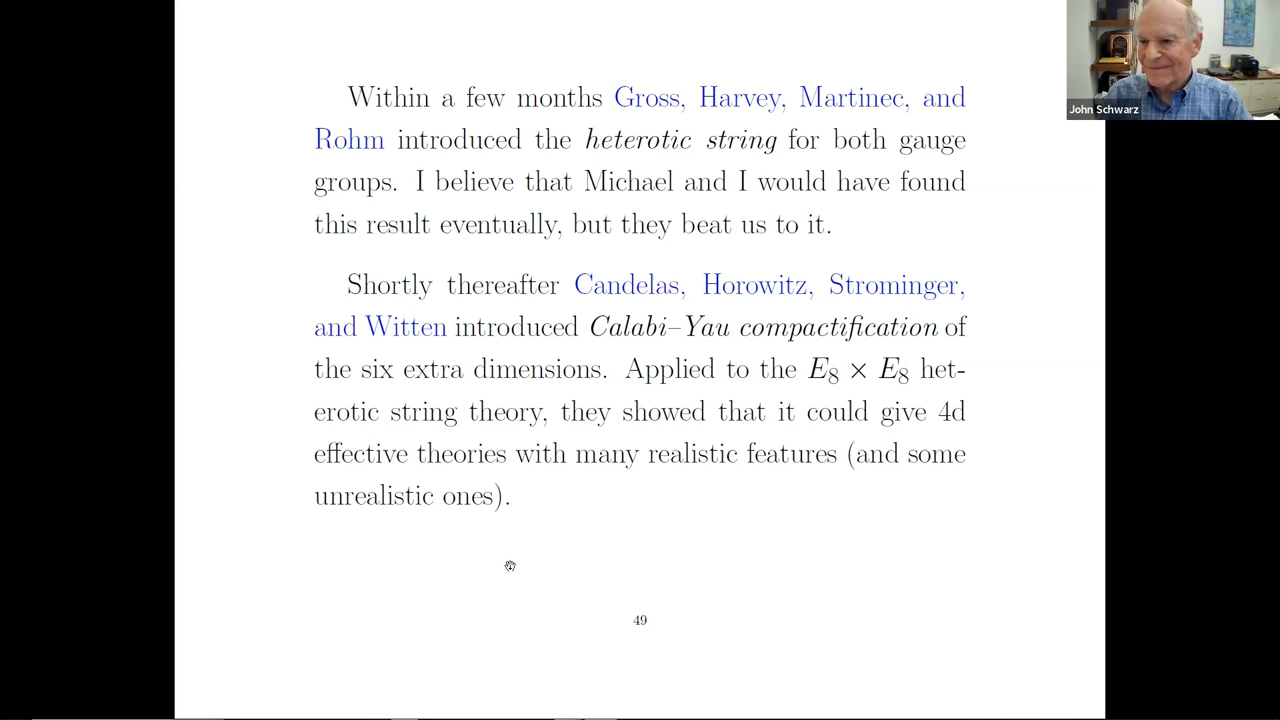 Within a few months Gross, Harvey, Martinec, and
Rohm introduced the heterotic string for both gauge
groups. I believe that Michael and I would have found
this result eventually, but they beat us to it.
Shortly thereafter Candelas, Horowitz, Strominger,
and Witten introduced Calabi–Yau compactification of
the six extra dimensions. Applied to the E₈ × E₈ het-
erotic string theory, they showed that it could give 4d
effective theories with many realistic features (and some
unrealistic ones).
49
John Schwarz